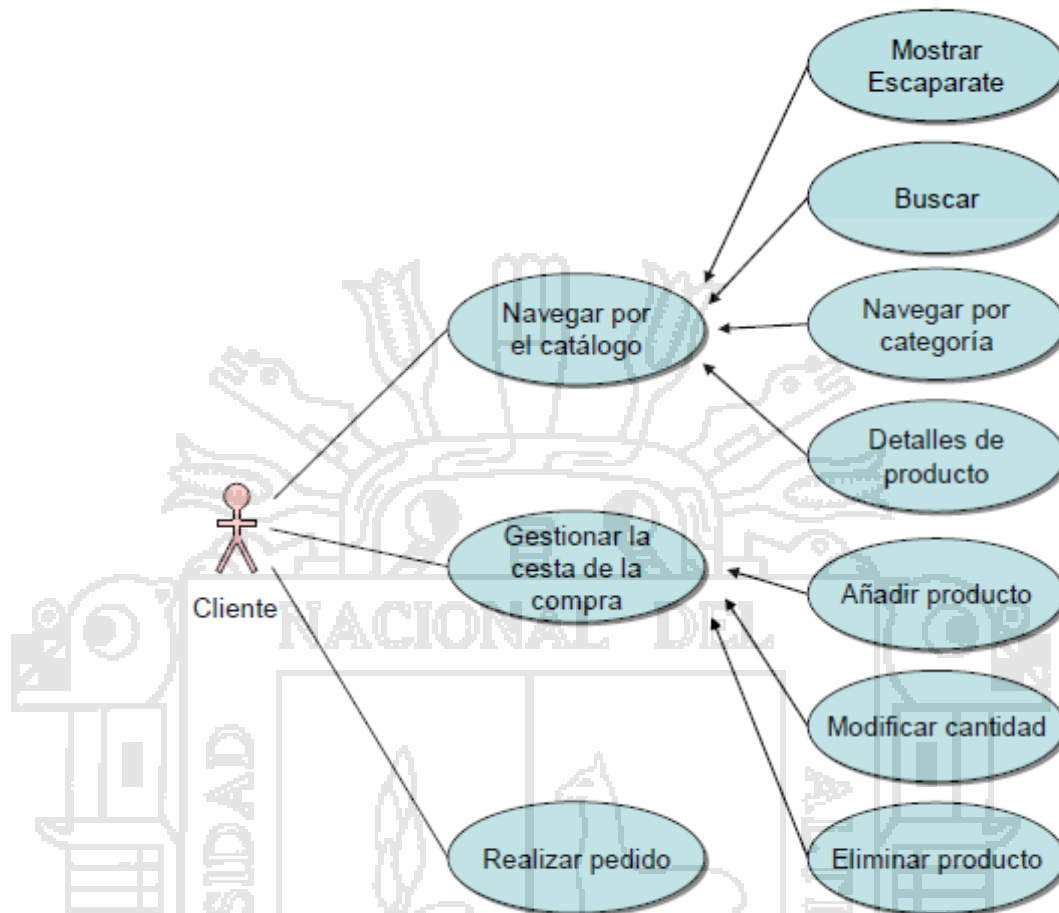 Mostrar
Escaparate
Buscar
Navegar por
el catálogo
Navegar por
categoría
Detalles de
producto
Gestionar la
cesta de la
compra
Añadir producto
Cliente
NACIONAL DEL
Modificar cantidad
SIDAD
Realizar pedido
Eliminar producto